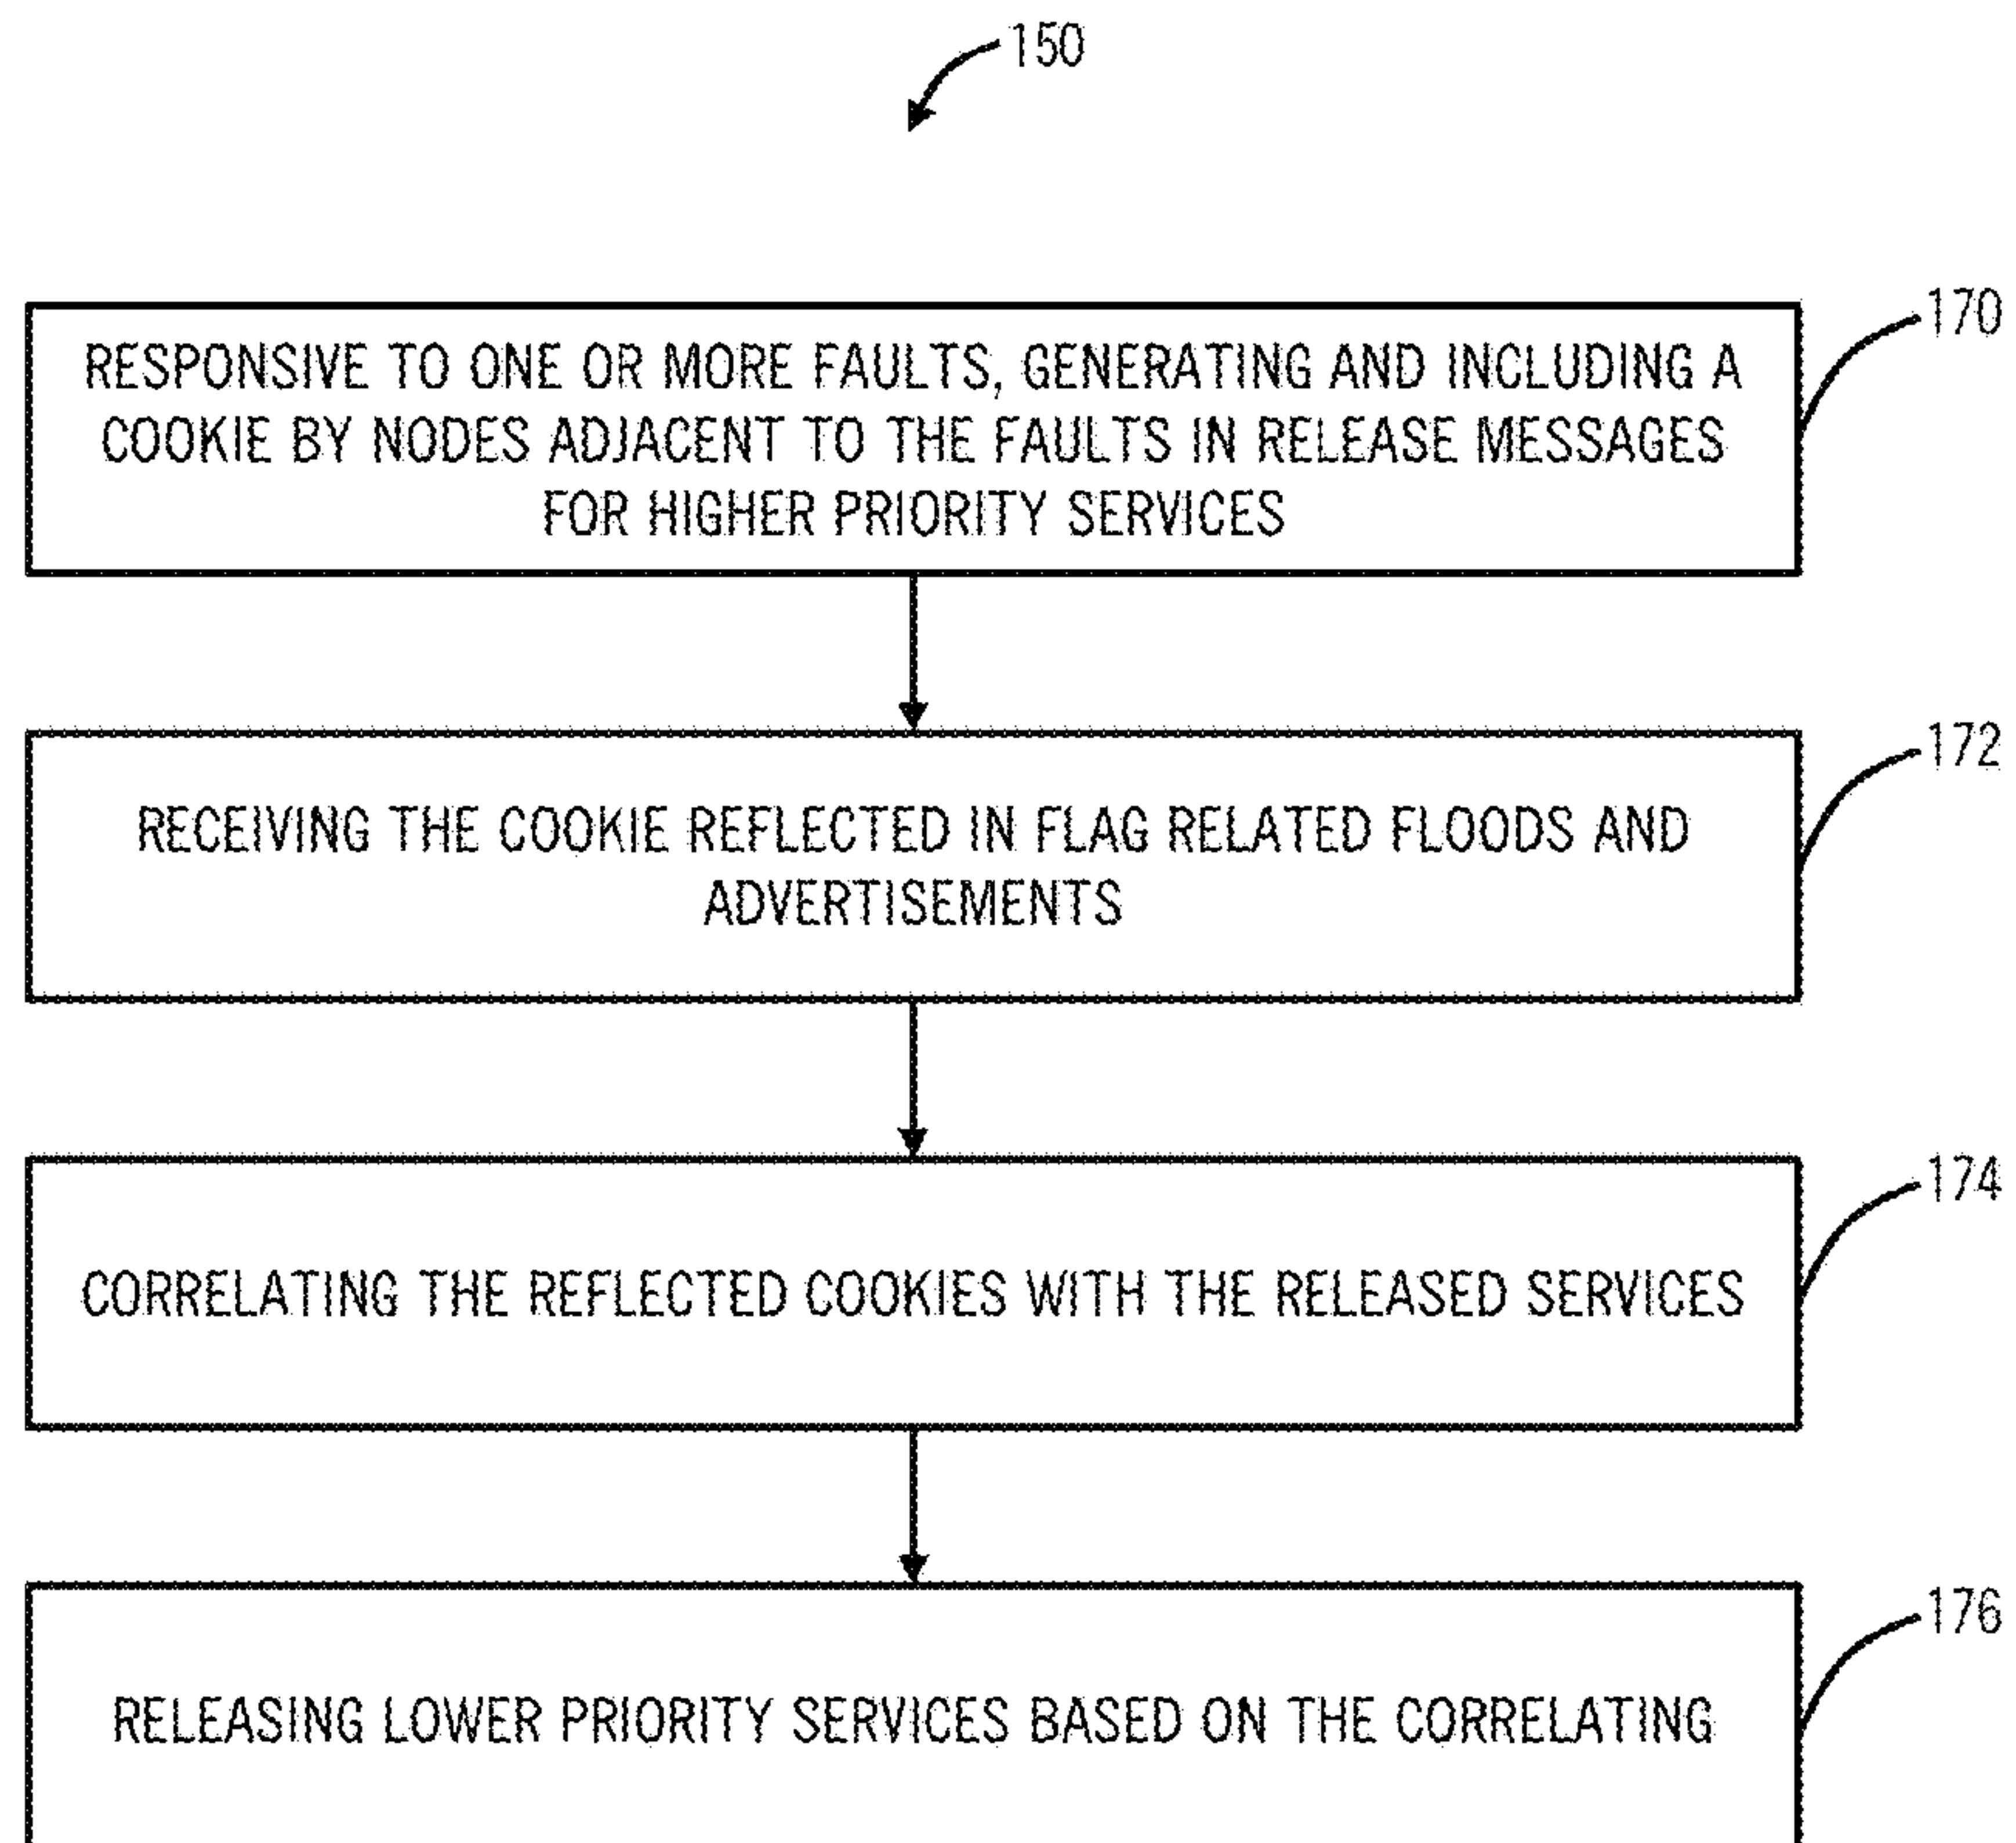 150
RESPONSIVE TO ONE OR MORE FAULTS, GENERATING AND INCLUDING A
COOKIE BY NODES ADJACENT TO THE FAULTS IN RELEASE MESSAGES
FOR HIGHER PRIORITY SERVICES
170
RECEIVING THE COOKIE REFLECTED IN FLAG RELATED FLOODS AND
ADVERTISEMENTS
172
CORRELATING THE REFLECTED COOKIES WITH THE RELEASED SERVICES
174
RELEASING LOWER PRIORITY SERVICES BASED ON THE CORRELATING
176